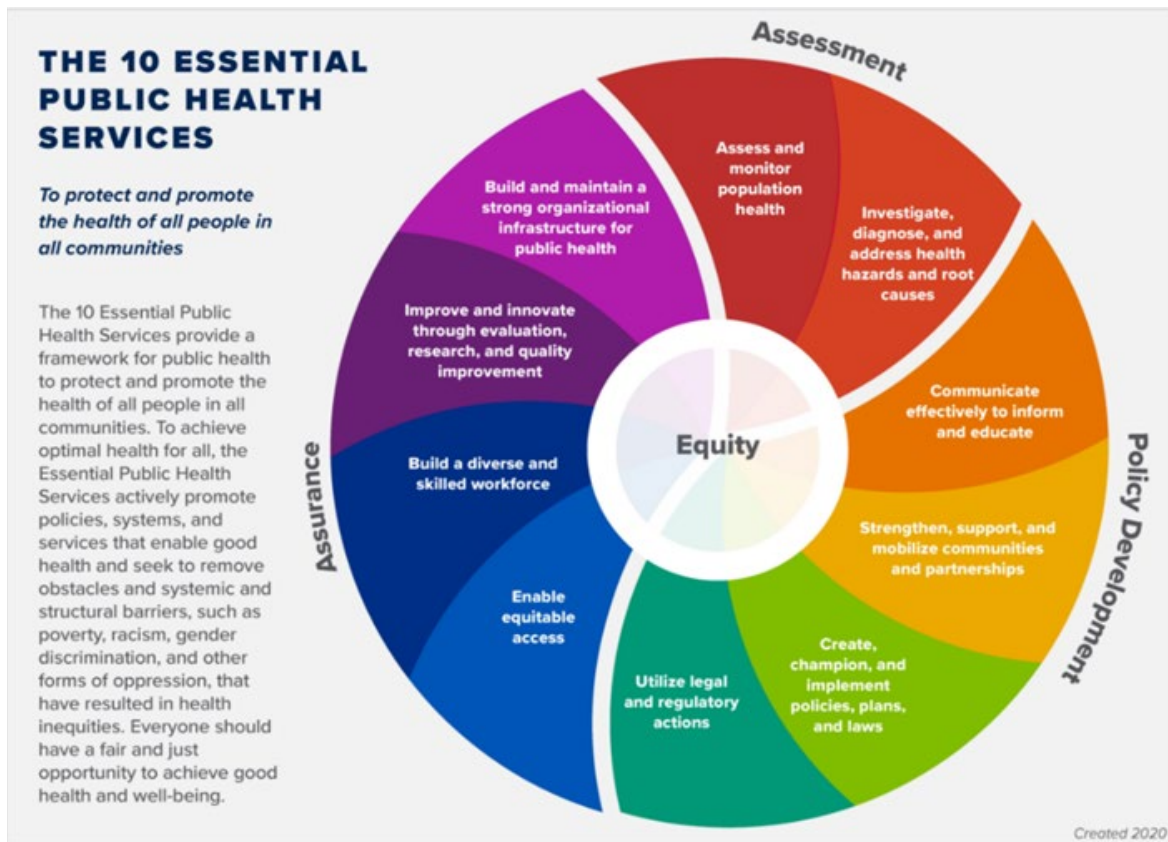 THE 10 ESSENTIAL
PUBLIC HEALTH
SERVICES
To protect and promote
the health of all people in
all communities
The 10 Essential Public
Health Services provide a
framework for public health
to protect and promote the
health of all people in all
communities. To achieve
optimal health for all, the
Essential Public Health
Services actively promote
policies, systems, and
services that enable good
health and seek to remove
obstacles and systemic and
structural barriers, such as
poverty, racism, gender
discrimination, and other
forms of oppression, that
have resulted in health
inequities. Everyone should
have a fair and just
opportunity to achieve good
health and well-being.
Assessment
Assess and
monitor
population
health
Investigate,
diagnose, and
address health
hazards and root
causes
Policy Development
Communicate
effectively to inform
and educate
Strengthen, support, and
mobilize communities
and partnerships
Create,
champion, and
implement
policies, plans,
and laws
Utilize legal
and regulatory
actions
Assurance
Enable
equitable
access
Build a diverse and
skilled workforce
Improve and innovate
through evaluation,
research, and quality
improvement
Build and maintain a
strong organizational
infrastructure for
public health
Equity
Created 2020